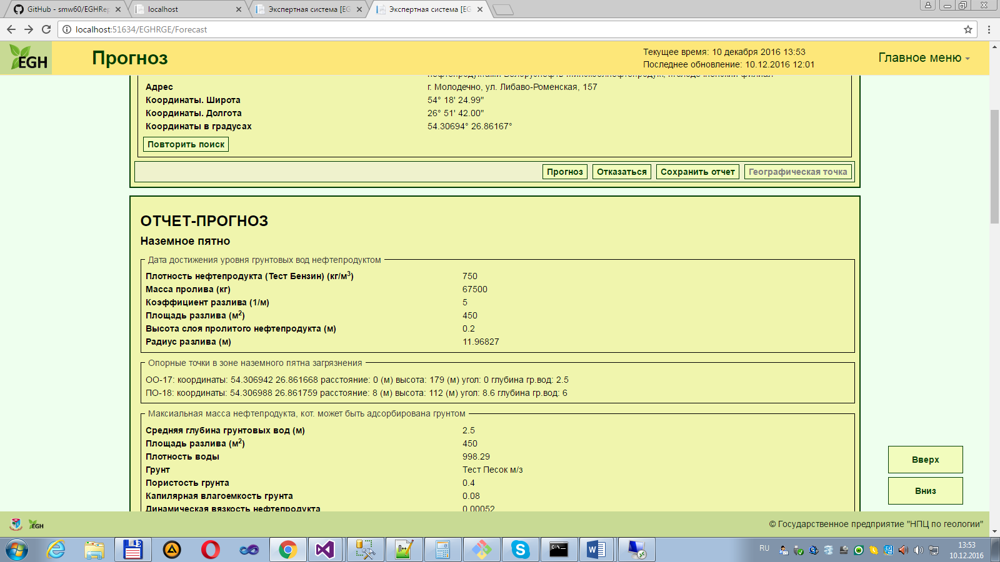 GitHub - smw60/EGHRep
localhost
Экспертная система [EG
Экспертная система [EG
localhost:51634/EGHRGE/Forecast
EGH
Прогноз
Текущее время: 10 декабря 2016 13:53
Последнее обновление: 10.12.2016 12:01
Главное меню
Адрес
г. Молодечно, ул. Либаво-Роменская, 157
Координаты. Широта
54° 18' 24.99"
Координаты. Долгота
26° 51' 42.00"
Координаты в градусах
54.30694° 26.86167°
Повторить поиск
Прогноз
Отказаться
Сохранить отчет
Географическая точка
ОТЧЕТ-ПРОГНОЗ
Наземное пятно
Дата достижения уровня грунтовых вод нефтепродуктом
Плотность нефтепродукта (Тест Бензин) (кг/м3)
750
Масса пролива (кг)
67500
Коэффициент разлива (1/м)
5
Площадь разлива (м2)
450
Высота слоя пролитого нефтепродукта (м)
0.2
Радиус разлива (м)
11.96827
Опорные точки в зоне наземного пятна загрязнения
ОО-17: координаты: 54.306942 26.861668 расстояние: 0 (м) высота: 179 (м) угол: 0 глубина гр.вод: 2.5
ПО-18: координаты: 54.306988 26.861759 расстояние: 8 (м) высота: 112 (м) угол: 8.6 глубина гр.вод: 6
Максиальная масса нефтепродукта, кот. может быть адсорбирована грунтом
Средняя глубина грунтовых вод (м)
2.5
Площадь разлива (м2)
450
Плотность воды
998.29
Грунт
Тест Песок м/з
Пористость грунта
0.4
Капилярная влагоемкость грунта
0.08
Динамическая вязкость нефтепродукта
0.00052
Вверх
Вниз
EGH
© Государственное предприятие "НПЦ по геологии"
RU
13:53
10.12.2016